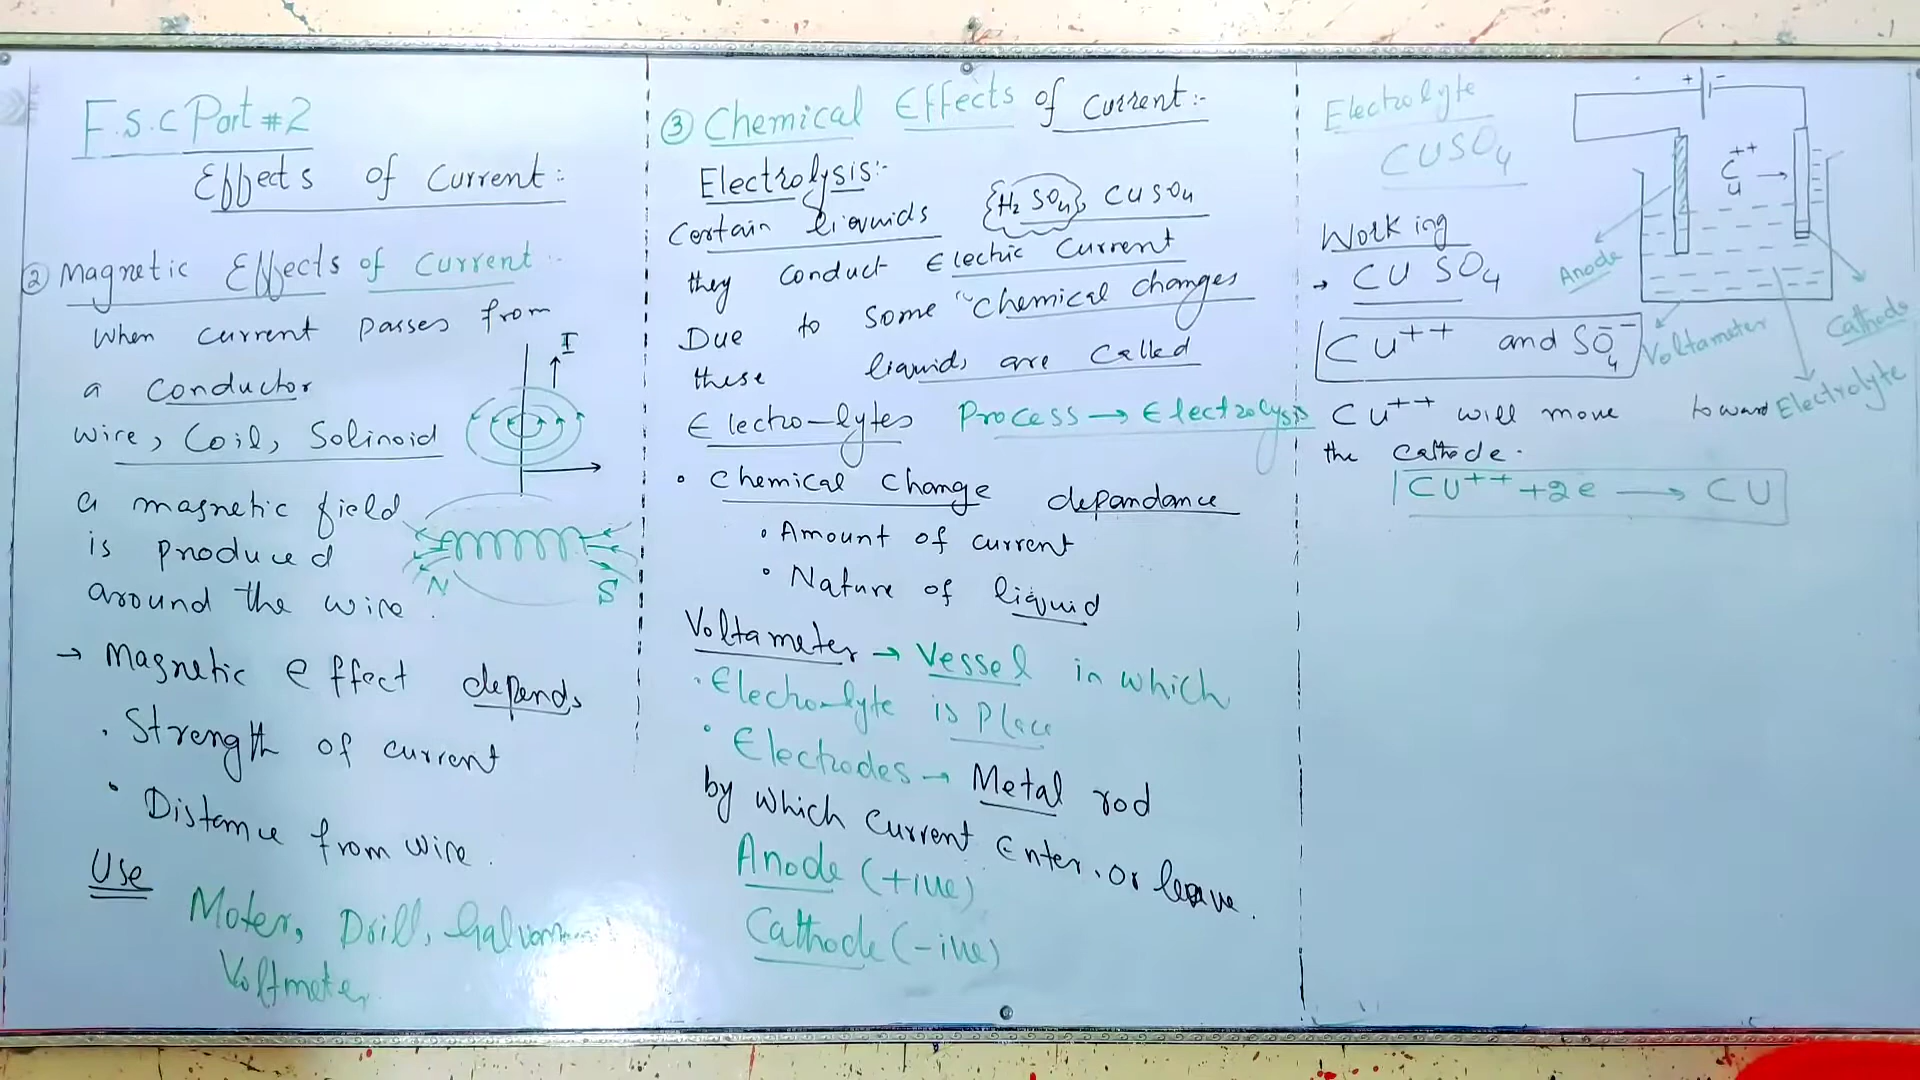 F.s.c Part #2
Effects of Current:-
② Magnetic Effects of Current:-
When current passes from
a conductor
wire, Coil, Solinoid
I
a magnetic field
is produced
around the wire.
N S
→ Magnetic effect depends
• Strength of current
• Distance from wire.
Use
Moter, Drill,
Voltmeter
③ Chemical Effects of Current:-
Electrolysis:-
Certain liquids {H2 SO4}, CUSO4
they conduct Electric Current
Due to some "chemical changes
these liquids are called
Electro-lytes Process → Electrolysis
• Chemical change depandance
• Amount of current
• Nature of liquid
Voltameter → Vessel in which
• Electrolyte is Place
• Electrodes → Metal rod
by which current Enter. or leave.
Anode (+ive)
Cathode (-ive)
Electrolyte
CUSO4
+ -
Cu++ →
Anode
Voltameter
Cathode
Electrolyte
Working
→ CU SO4
Cu++ and SO4--
Cu++ will move toward
the cathode.
CU++ +2e → CU